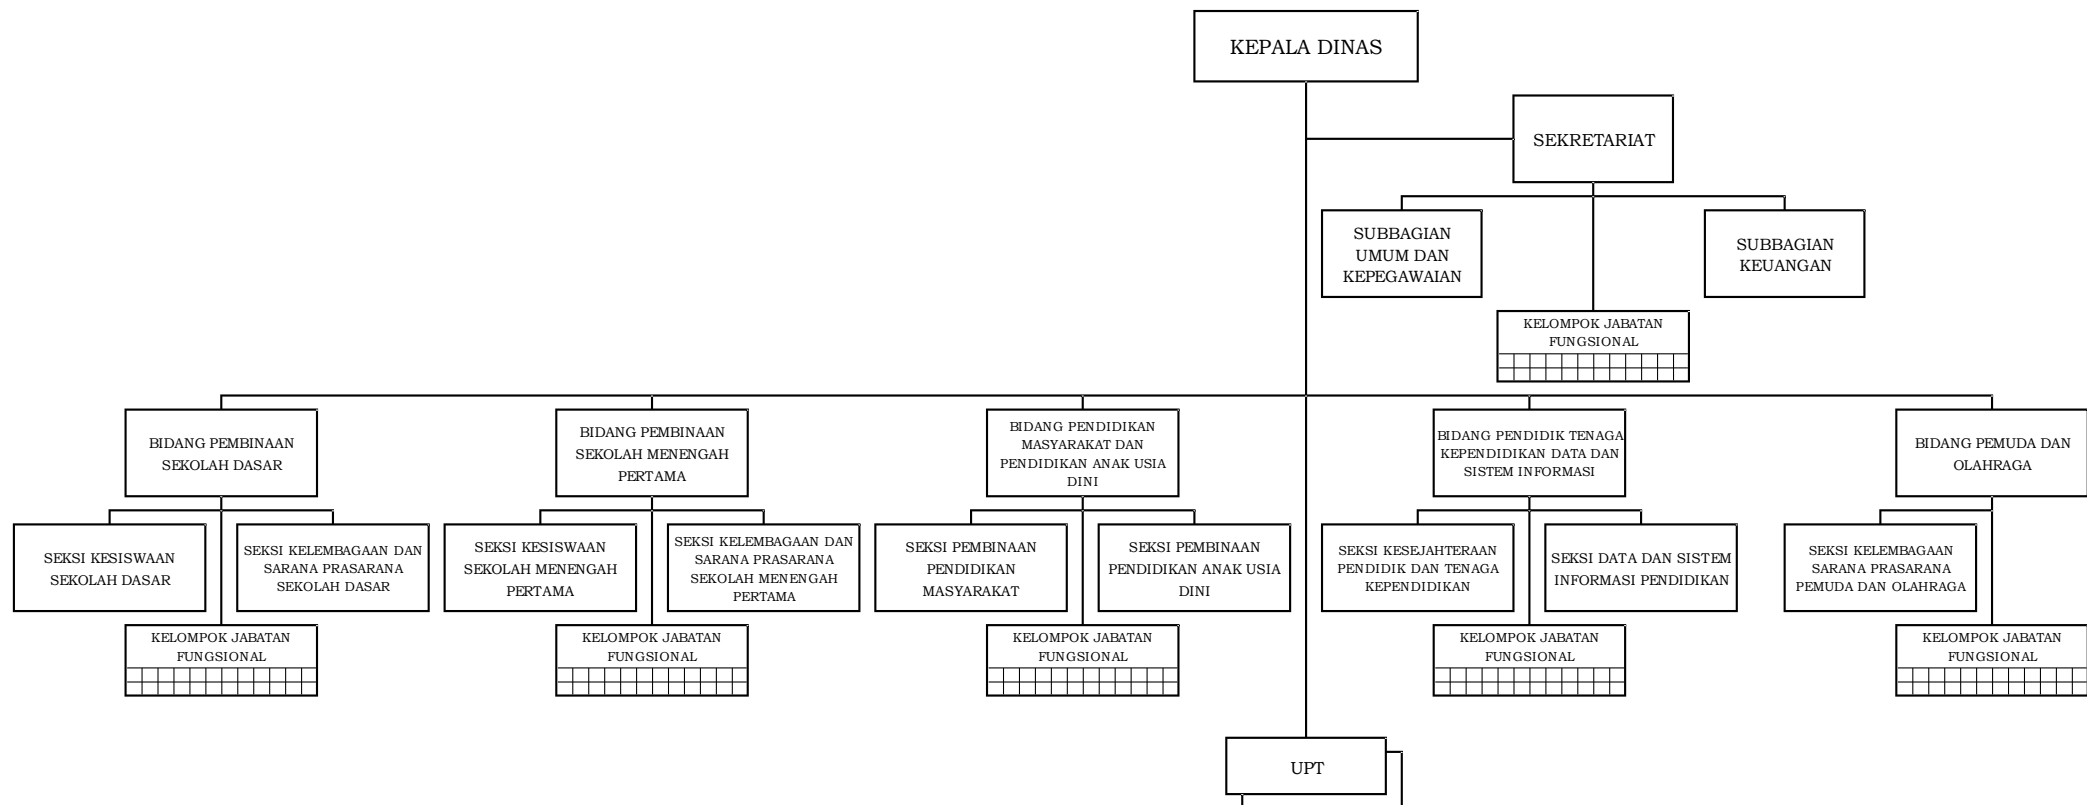 KEPALA DINAS
SEKRETARIAT
SUBBAGIAN
UMUM DAN
KEPEGAWAIAN
SUBBAGIAN
KEUANGAN
KELOMPOK JABATAN
FUNGSIONAL
BIDANG PEMBINAAN
SEKOLAH DASAR
BIDANG PEMBINAAN
SEKOLAH MENENGAH
PERTAMA
BIDANG PENDIDIKAN
MASYARAKAT DAN
PENDIDIKAN ANAK USIA
DINI
BIDANG PENDIDIK TENAGA
KEPENDIDIKAN DATA DAN
SISTEM INFORMASI
BIDANG PEMUDA DAN
OLAHRAGA
SEKSI KESISWAAN
SEKOLAH DASAR
SEKSI KELEMBAGAAN DAN
SARANA PRASARANA
SEKOLAH DASAR
SEKSI KESISWAAN
SEKOLAH MENENGAH
PERTAMA
SEKSI KELEMBAGAAN DAN
SARANA PRASARANA
SEKOLAH MENENGAH
PERTAMA
SEKSI PEMBINAAN
PENDIDIKAN
MASYARAKAT
SEKSI PEMBINAAN
PENDIDIKAN ANAK USIA
DINI
SEKSI KESEJAHTERAAN
PENDIDIK DAN TENAGA
KEPENDIDIKAN
SEKSI DATA DAN SISTEM
INFORMASI PENDIDIKAN
SEKSI KELEMBAGAAN
SARANA PRASARANA
PEMUDA DAN OLAHRAGA
KELOMPOK JABATAN
FUNGSIONAL
KELOMPOK JABATAN
FUNGSIONAL
KELOMPOK JABATAN
FUNGSIONAL
KELOMPOK JABATAN
FUNGSIONAL
KELOMPOK JABATAN
FUNGSIONAL
UPT